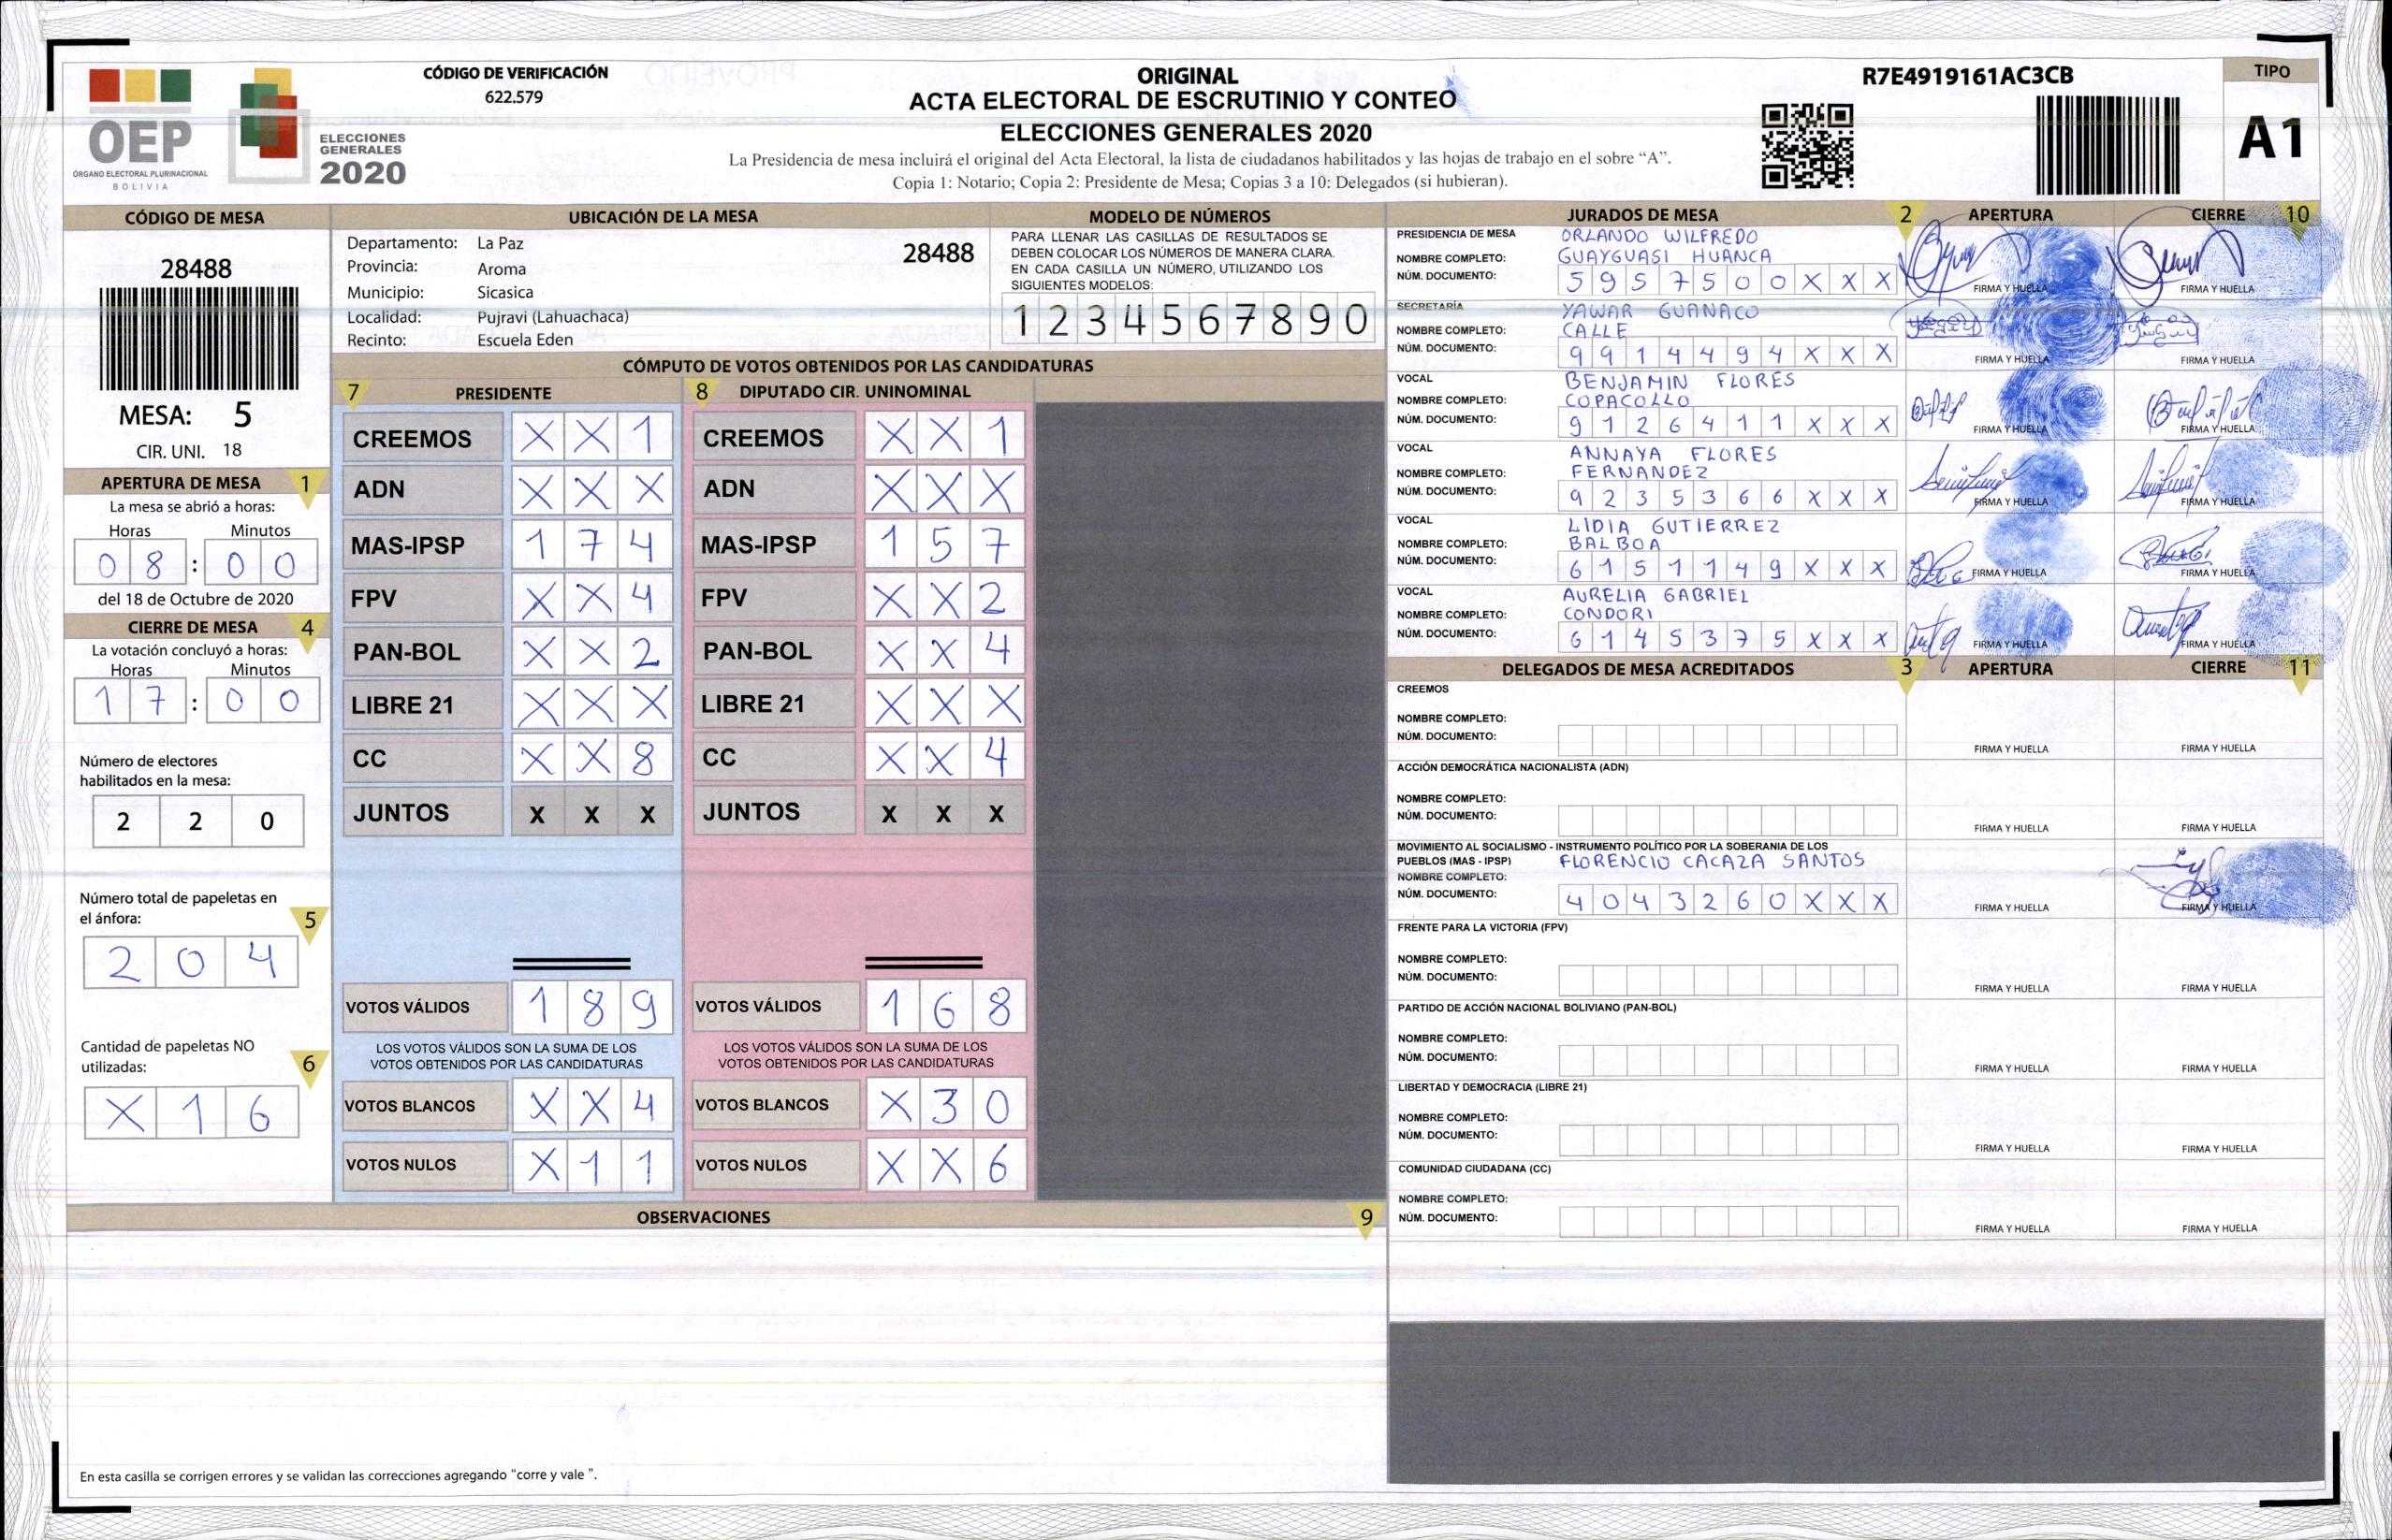 CÓDIGO DE VERIFICACIÓN
622.579
OEP
ÓRGANO ELECTORAL PLURINACIONAL
BOLIVIA
ELECCIONES
GENERALES
2020
ORIGINAL
ACTA ELECTORAL DE ESCRUTINIO Y CONTEO
ELECCIONES GENERALES 2020
La Presidencia de mesa incluirá el original del Acta Electoral, la lista de ciudadanos habilitados y las hojas de trabajo en el sobre “A”.
Copia 1: Notario; Copia 2: Presidente de Mesa; Copias 3 a 10: Delegados (si hubieran).
R7E4919161AC3CB
TIPO
A1
CÓDIGO DE MESA
28488
MESA: 5
CIR. UNI. 18
APERTURA DE MESA 1
La mesa se abrió a horas:
Horas Minutos
0 8 : 0 0
del 18 de Octubre de 2020
CIERRE DE MESA 4
La votación concluyó a horas:
Horas Minutos
1 7 : 0 0
Número de electores
habilitados en la mesa:
2 2 0
Número total de papeletas en
el ánfora: 5
2 0 4
Cantidad de papeletas NO
utilizadas: 6
X 1 6
UBICACIÓN DE LA MESA
Departamento: La Paz 28488
Provincia: Aroma
Municipio: Sicasica
Localidad: Pujravi (Lahuachaca)
Recinto: Escuela Eden
MODELO DE NÚMEROS
PARA LLENAR LAS CASILLAS DE RESULTADOS SE
DEBEN COLOCAR LOS NÚMEROS DE MANERA CLARA.
EN CADA CASILLA UN NÚMERO, UTILIZANDO LOS
SIGUIENTES MODELOS:
1 2 3 4 5 6 7 8 9 0
CÓMPUTO DE VOTOS OBTENIDOS POR LAS CANDIDATURAS
7 PRESIDENTE
CREEMOS X X 1
ADN X X X
MAS-IPSP 1 7 4
FPV X X 4
PAN-BOL X X 2
LIBRE 21 X X X
CC X X 8
JUNTOS X X X
VOTOS VÁLIDOS 1 8 9
LOS VOTOS VÁLIDOS SON LA SUMA DE LOS
VOTOS OBTENIDOS POR LAS CANDIDATURAS
VOTOS BLANCOS X X 4
VOTOS NULOS X 1 1
8 DIPUTADO CIR. UNINOMINAL
CREEMOS X X 1
ADN X X X
MAS-IPSP 1 5 7
FPV X X 2
PAN-BOL X X 4
LIBRE 21 X X X
CC X X 4
JUNTOS X X X
VOTOS VÁLIDOS 1 6 8
LOS VOTOS VÁLIDOS SON LA SUMA DE LOS
VOTOS OBTENIDOS POR LAS CANDIDATURAS
VOTOS BLANCOS X 3 0
VOTOS NULOS X X 6
OBSERVACIONES 9
En esta casilla se corrigen errores y se validan las correcciones agregando “corre y vale ”.
JURADOS DE MESA 2 APERTURA CIERRE 10
PRESIDENCIA DE MESA ORLANDO WILFREDO
NOMBRE COMPLETO: GUAYGUASI HUANCA
NÚM. DOCUMENTO: 5 9 5 7 5 0 0 X X X FIRMA Y HUELLA FIRMA Y HUELLA
SECRETARÍA YAWAR GUANACO
NOMBRE COMPLETO: CALLE
NÚM. DOCUMENTO: 9 9 1 4 4 9 4 X X X FIRMA Y HUELLA FIRMA Y HUELLA
VOCAL BENJAMIN FLORES
NOMBRE COMPLETO: COPACOLLO
NÚM. DOCUMENTO: 9 1 2 6 4 1 1 X X X FIRMA Y HUELLA FIRMA Y HUELLA
VOCAL ANNAYA FLORES
NOMBRE COMPLETO: FERNANDEZ
NÚM. DOCUMENTO: 9 2 3 5 3 6 6 X X X FIRMA Y HUELLA FIRMA Y HUELLA
VOCAL LIDIA GUTIERREZ
NOMBRE COMPLETO: BALBOA
NÚM. DOCUMENTO: 6 1 5 1 1 4 9 X X X FIRMA Y HUELLA FIRMA Y HUELLA
VOCAL AURELIA GABRIEL
NOMBRE COMPLETO: CONDORI
NÚM. DOCUMENTO: 6 1 4 5 3 7 5 X X X FIRMA Y HUELLA FIRMA Y HUELLA
DELEGADOS DE MESA ACREDITADOS 3 APERTURA CIERRE 11
CREEMOS
NOMBRE COMPLETO:
NÚM. DOCUMENTO: FIRMA Y HUELLA FIRMA Y HUELLA
ACCIÓN DEMOCRÁTICA NACIONALISTA (ADN)
NOMBRE COMPLETO:
NÚM. DOCUMENTO: FIRMA Y HUELLA FIRMA Y HUELLA
MOVIMIENTO AL SOCIALISMO - INSTRUMENTO POLÍTICO POR LA SOBERANIA DE LOS
PUEBLOS (MAS - IPSP) FLORENCIO CACAZA SANTOS
NOMBRE COMPLETO:
NÚM. DOCUMENTO: 4 0 4 3 2 6 0 X X X FIRMA Y HUELLA FIRMA Y HUELLA
FRENTE PARA LA VICTORIA (FPV)
NOMBRE COMPLETO:
NÚM. DOCUMENTO: FIRMA Y HUELLA FIRMA Y HUELLA
PARTIDO DE ACCIÓN NACIONAL BOLIVIANO (PAN-BOL)
NOMBRE COMPLETO:
NÚM. DOCUMENTO: FIRMA Y HUELLA FIRMA Y HUELLA
LIBERTAD Y DEMOCRACIA (LIBRE 21)
NOMBRE COMPLETO:
NÚM. DOCUMENTO: FIRMA Y HUELLA FIRMA Y HUELLA
COMUNIDAD CIUDADANA (CC)
NOMBRE COMPLETO:
NÚM. DOCUMENTO: FIRMA Y HUELLA FIRMA Y HUELLA